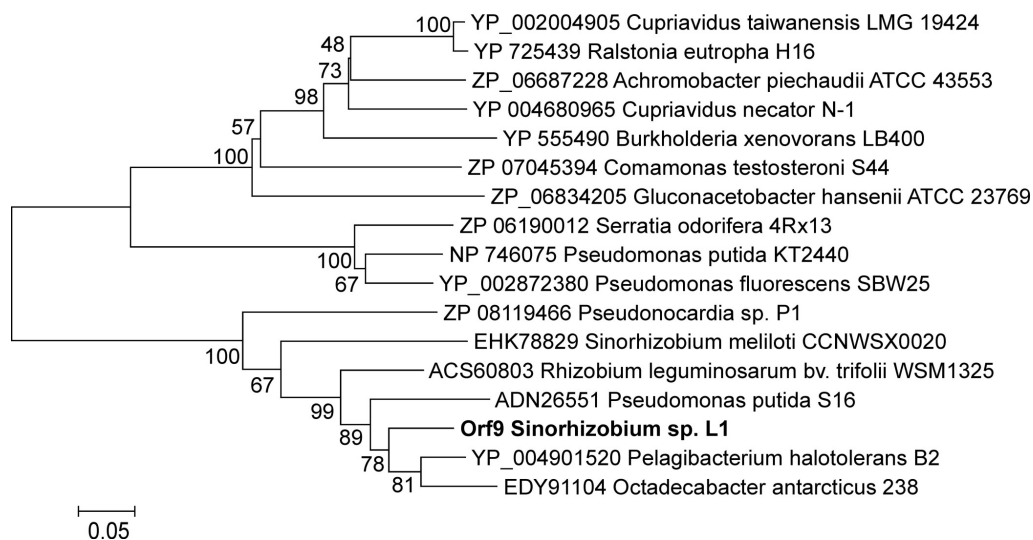 100 YP_002004905 Cupriavidus taiwanensis LMG 19424
48 YP 725439 Ralstonia eutropha H16
73 ZP_06687228 Achromobacter piechaudii ATCC 43553
98 YP 004680965 Cupriavidus necator N-1
57 YP 555490 Burkholderia xenovorans LB400
100 ZP 07045394 Comamonas testosteroni S44
ZP_06834205 Gluconacetobacter hansenii ATCC 23769
ZP 06190012 Serratia odorifera 4Rx13
100 NP 746075 Pseudomonas putida KT2440
67 YP_002872380 Pseudomonas fluorescens SBW25
ZP 08119466 Pseudonocardia sp. P1
100 EHK78829 Sinorhizobium meliloti CCNWSX0020
67 ACS60803 Rhizobium leguminosarum bv. trifolii WSM1325
99 ADN26551 Pseudomonas putida S16
89 Orf9 Sinorhizobium sp. L1
78 YP_004901520 Pelagibacterium halotolerans B2
81 EDY91104 Octadecabacter antarcticus 238
0.05